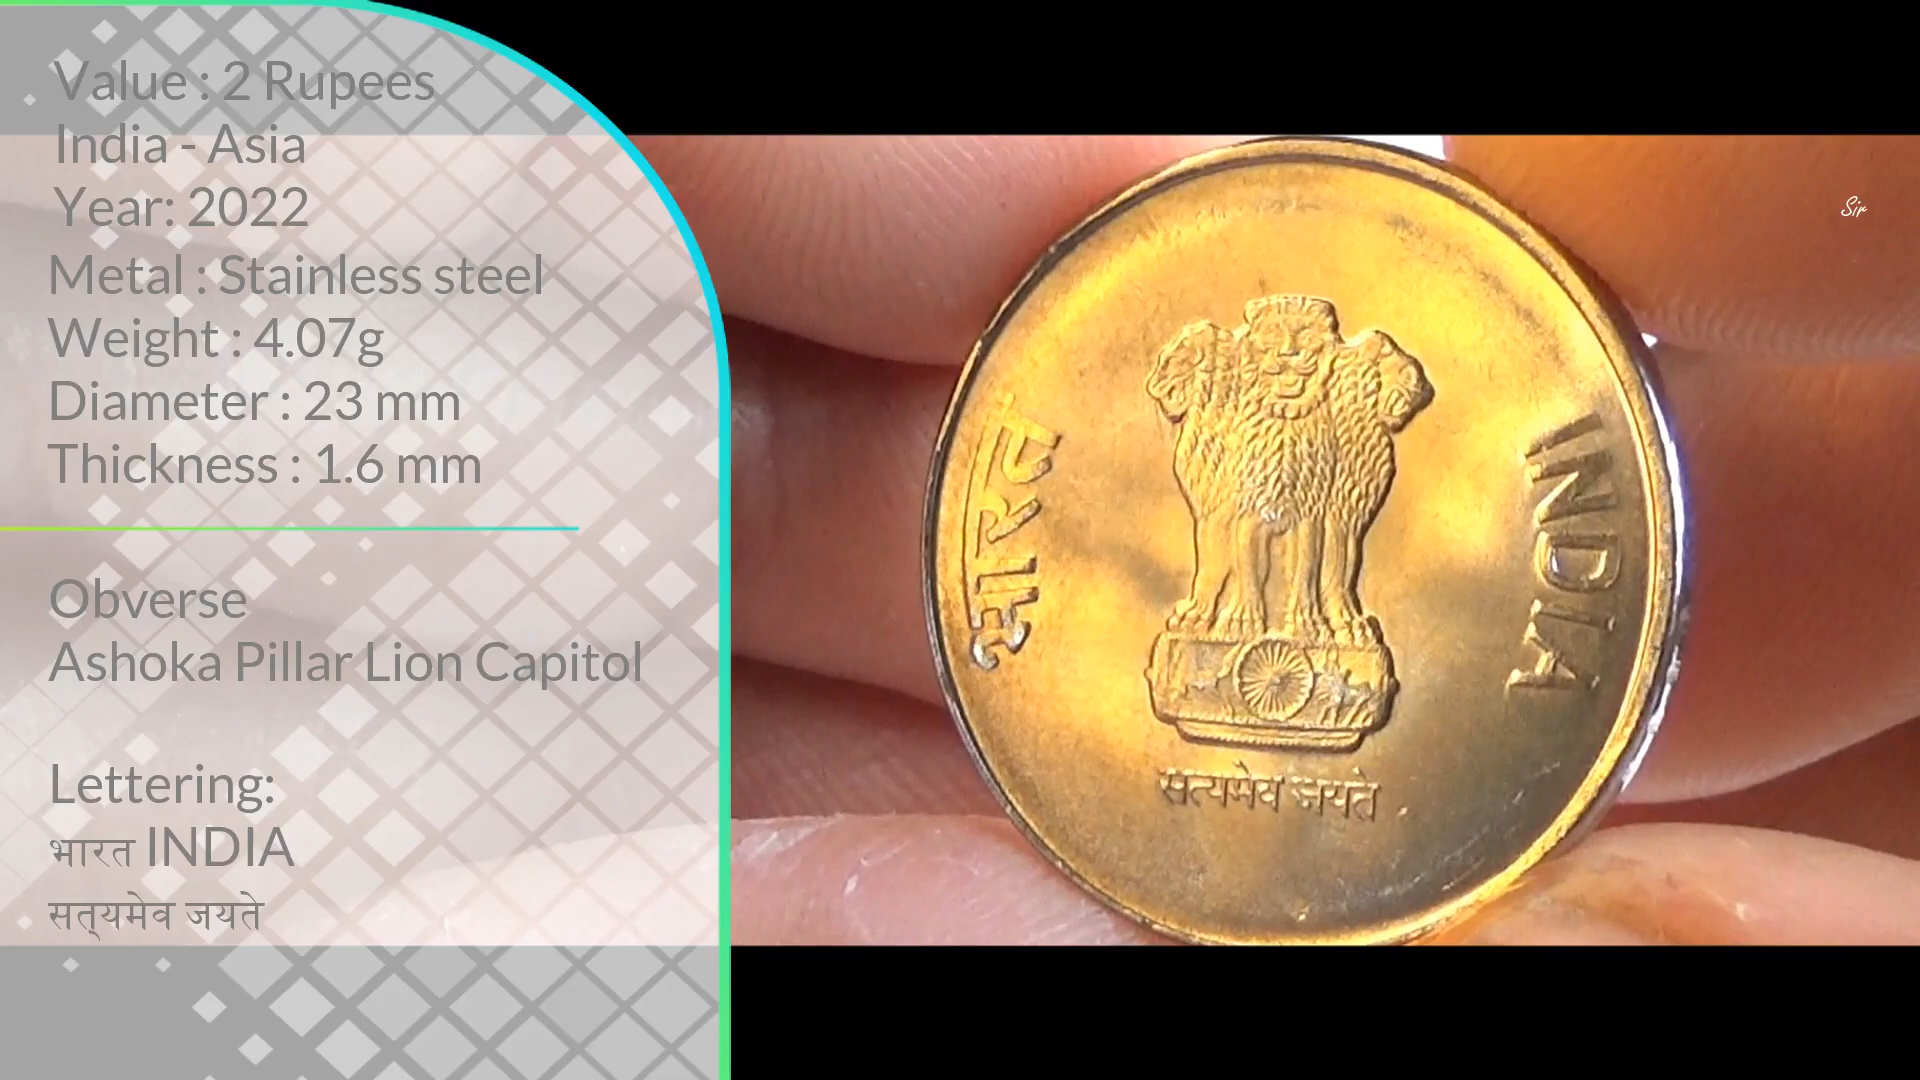 Value : 2 Rupees
India - Asia
Year: 2022
Metal : Stainless steel
Weight : 4.07g
Diameter : 23 mm
Thickness : 1.6 mm
Obverse
Ashoka Pillar Lion Capitol
Lettering:
भारत INDIA
सत्यमेव जयते
भारत
INDIA
सत्यमेव जयते
Sir